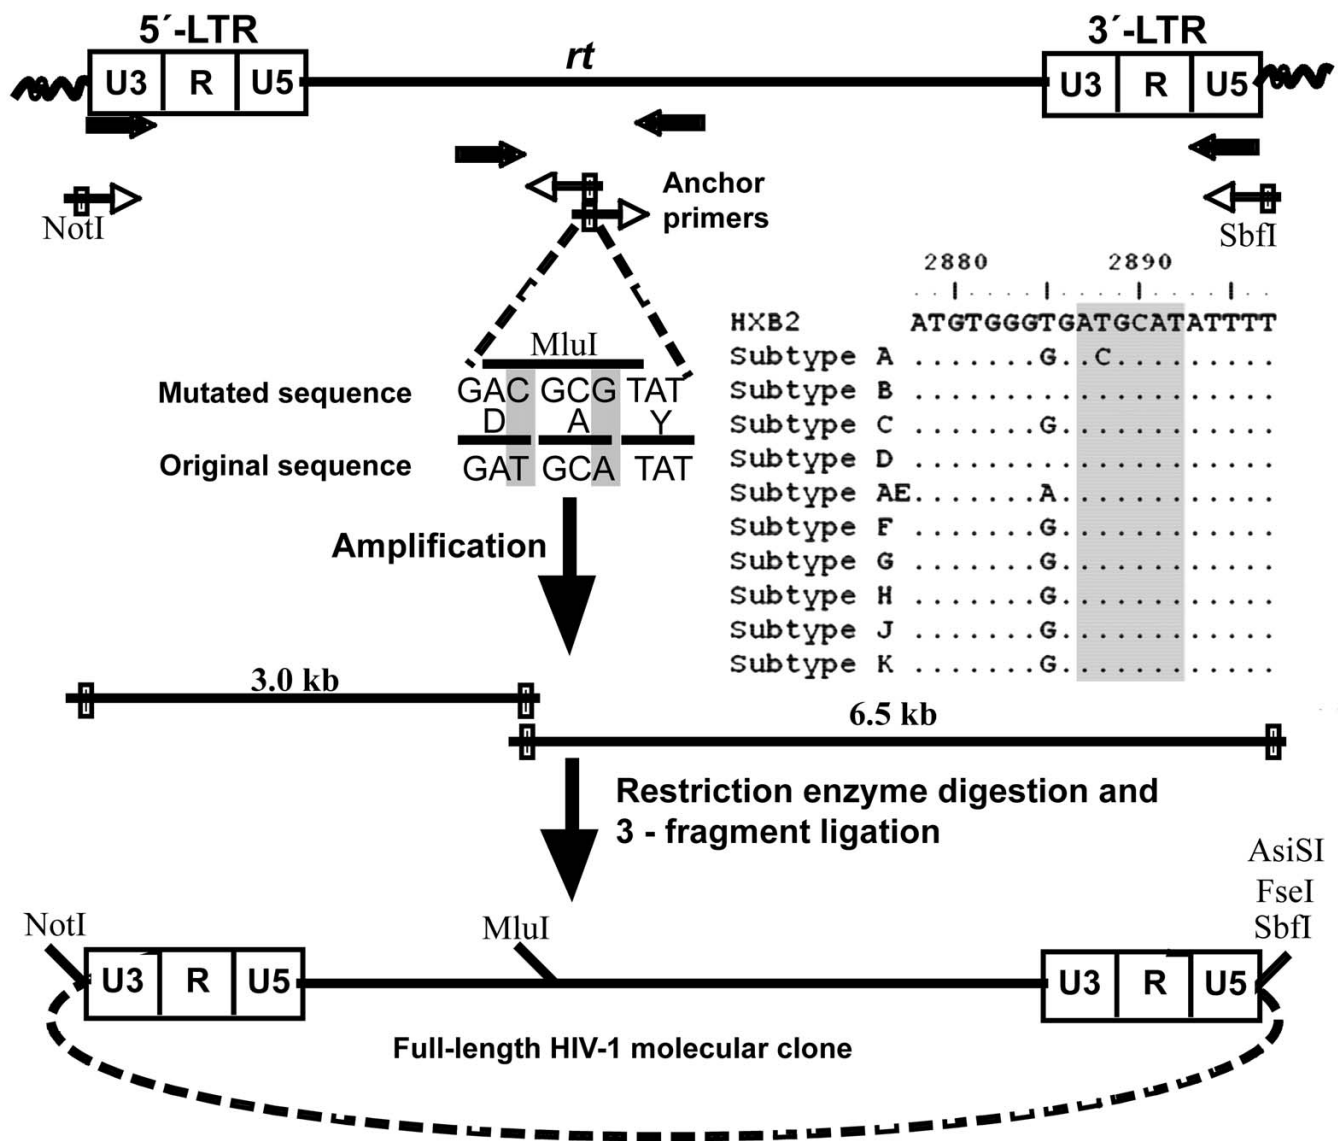 5´-LTR
rt
3´-LTR
U3 R U5
U3 R U5
NotI
Anchor
primers
SbfI
MluI
Mutated sequence GAC GCG TAT
D A Y
Original sequence GAT GCA TAT
2880 2890
HXB2 ATGTGGGTGATGCATATTTT
Subtype A .......G..C.........
Subtype B ....................
Subtype C .......G............
Subtype D ....................
Subtype AE.......A............
Subtype F .......G............
Subtype G .......G............
Subtype H .......G............
Subtype J .......G............
Subtype K .......G............
Amplification
3.0 kb
6.5 kb
Restriction enzyme digestion and
3 - fragment ligation
AsiSI
FseI
SbfI
NotI
MluI
U3 R U5
U3 R U5
Full-length HIV-1 molecular clone